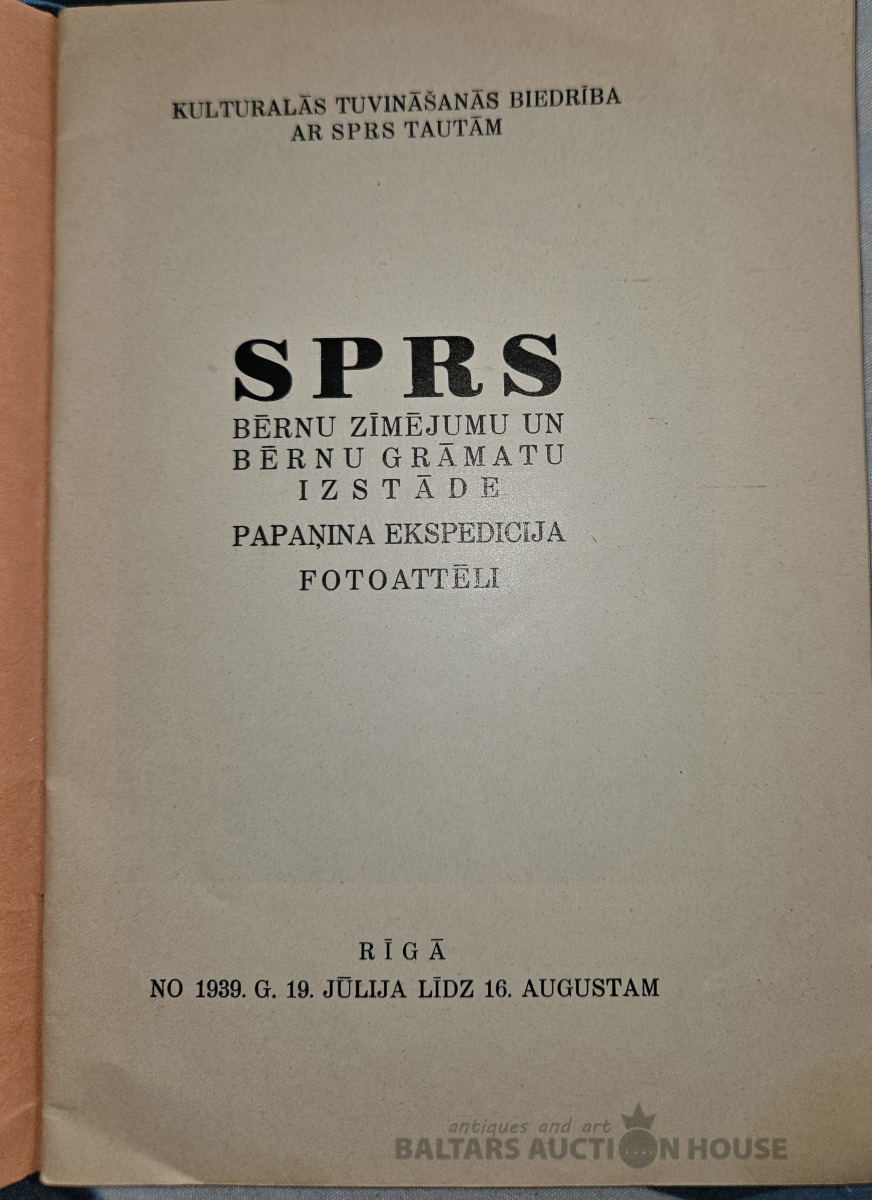 KULTURALĀS TUVINĀŠANĀS BIEDRĪBA
AR SPRS TAUTĀM
SPRS
BĒRNU ZĪMĒJUMU UN
BĒRNU GRĀMATU
IZSTĀDE
PAPAŅINA EKSPEDICIJA
FOTOATTĒLI
RĪGĀ
NO 1939. G. 19. JŪLIJA LĪDZ 16. AUGUSTAM
antiques and art
BALTARS AUCTION HOUSE